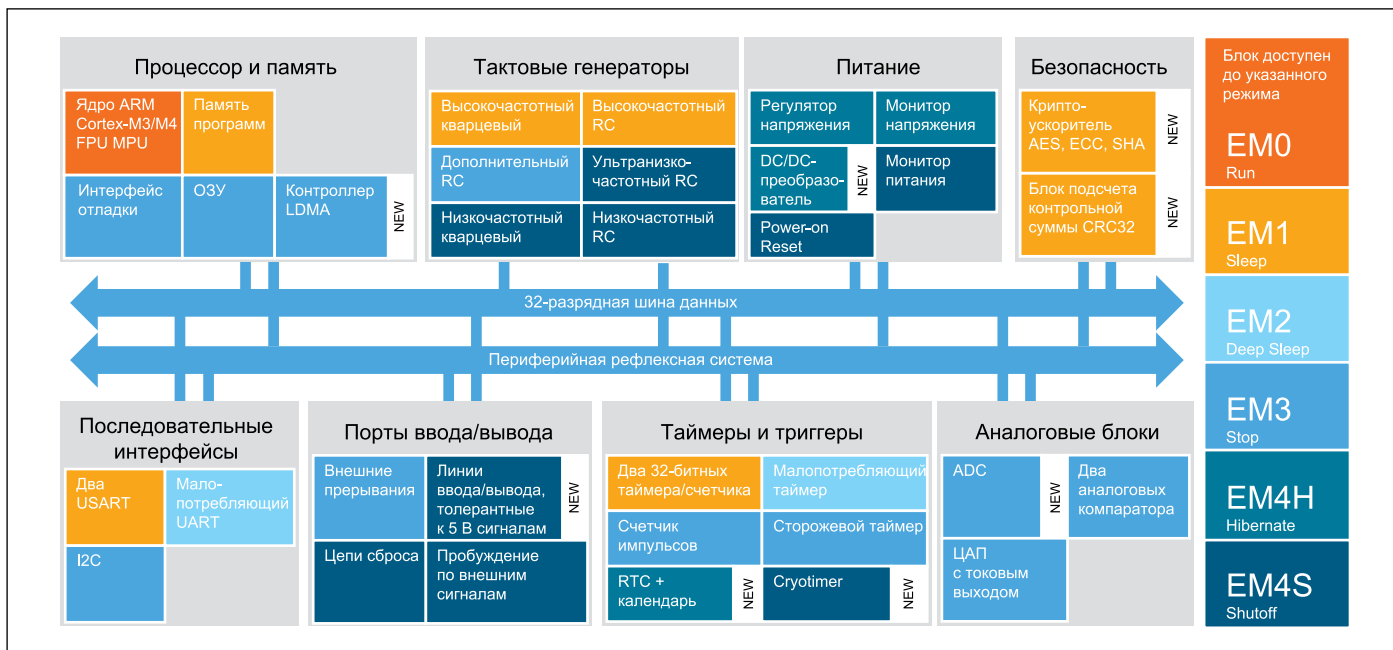 Процессор и память
Ядро ARM
Cortex-M3/M4
FPU MPU
Память
программ
Интерфейс
отладки
ОЗУ
Контроллер
LDMA
NEW
Тактовые генераторы
Высокочастотный
кварцевый
Высокочастотный
RC
Дополнительный
RC
Ультранизко-
частотный RC
Низкочастотный
кварцевый
Низкочастотный
RC
Питание
Регулятор
напряжения
Монитор
напряжения
DC/DC-
преобразо-
ватель
NEW
Монитор
питания
Power-on
Reset
Безопасность
Крипто-
ускоритель
AES, ECC, SHA
NEW
Блок подсчета
контрольной
суммы CRC32
NEW
Блок доступен
до указанного
режима
EM0
Run
EM1
Sleep
EM2
Deep Sleep
EM3
Stop
EM4H
Hibernate
EM4S
Shutoff
32-разрядная шина данных
Периферийная рефлексная система
Последовательные
интерфейсы
Два
USART
Мало-
потребляющий
UART
I2C
Порты ввода/вывода
Внешние
прерывания
Линии
ввода/вывода,
толерантные
к 5 В сигналам
NEW
Цепи сброса
Пробуждение
по внешним
сигналам
Таймеры и триггеры
Два 32-битных
таймера/счетчика
Малопотребляющий
таймер
Счетчик
импульсов
Сторожевой таймер
RTC +
календарь
NEW
Cryotimer
NEW
Аналоговые блоки
ADC
NEW
Два
аналоговых
компаратора
ЦАП
с токовым
выходом